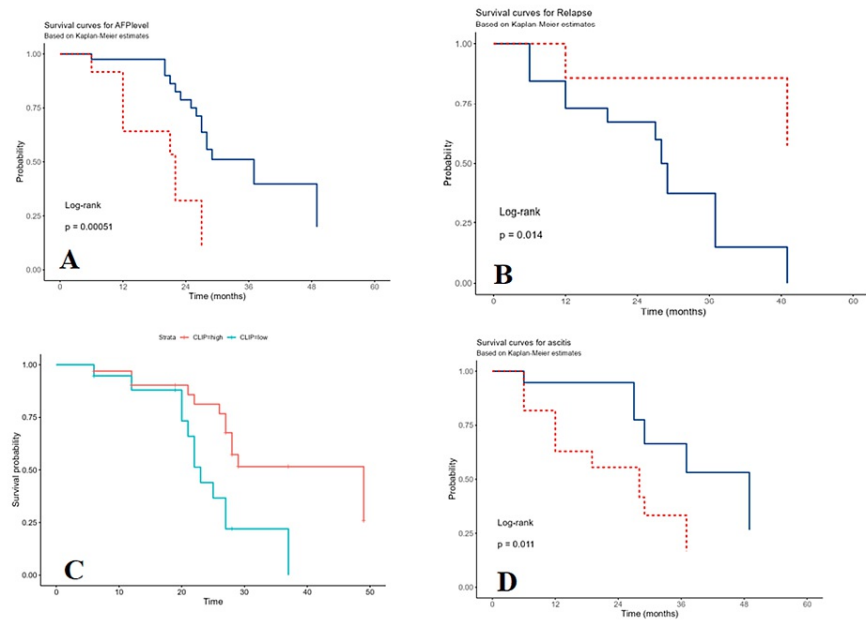 Survival curves for AFPlevel
Based on Kaplan-Meier estimates
1.00
0.75
0.50
0.25
0.00
Probability
Log-rank
p = 0.00051
A
0 12 24 36 48 60
Time (months)
Survival curves for Relapse
Based on Kaplan-Meier estimates
1.00
0.75
0.50
0.25
0.00
Probability
Log-rank
p = 0.014
B
0 12 24 30 48 60
Time (months)
Strata CLIP=high CLIP=low
1.00
0.75
0.50
0.25
0.00
Survival probability
C
0 10 20 30 40 50
Time
Survival curves for ascitis
Based on Kaplan-Meier estimates
1.00
0.75
0.50
0.25
0.00
Probability
Log-rank
p = 0.011
D
0 12 24 36 48 60
Time (months)